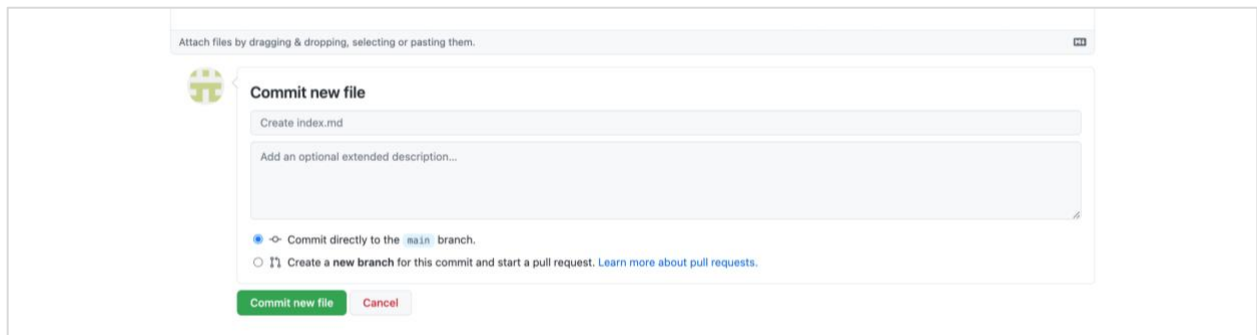 Attach files by dragging & dropping, selecting or pasting them.
Commit new file
Create index.md
Add an optional extended description...
Commit directly to the main branch.
Create a new branch for this commit and start a pull request. Learn more about pull requests.
Commit new file Cancel